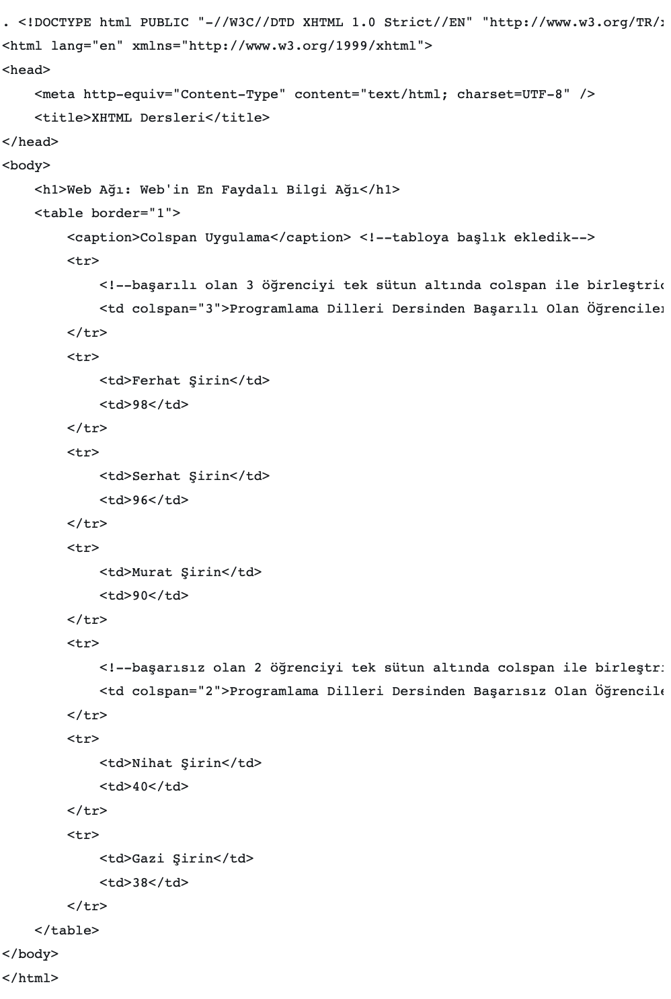 . <!DOCTYPE html PUBLIC "-//W3C//DTD XHTML 1.0 Strict//EN" "http://www.w3.org/TR/
<html lang="en" xmlns="http://www.w3.org/1999/xhtml">
<head>
<meta http-equiv="Content-Type" content="text/html; charset=UTF-8" />
<title>XHTML Dersleri</title>
</head>
<body>
<h1>Web Ağı: Web'in En Faydalı Bilgi Ağı</h1>
<table border="1">
<caption>Colspan Uygulama</caption> <!--tabloya başlık ekledik-->
<tr>
<!--başarılı olan 3 öğrenciyi tek sütun altında colspan ile birleştri
<td colspan="3">Programlama Dilleri Dersinden Başarılı Olan Öğrenciler
</tr>
<tr>
<td>Ferhat Şirin</td>
<td>98</td>
</tr>
<tr>
<td>Serhat Şirin</td>
<td>96</td>
</tr>
<tr>
<td>Murat Şirin</td>
<td>90</td>
</tr>
<tr>
<!--başarısız olan 2 öğrenciyi tek sütun altında colspan ile birleştri
<td colspan="2">Programlama Dilleri Dersinden Başarısız Olan Öğrencile
</tr>
<tr>
<td>Nihat Şirin</td>
<td>40</td>
</tr>
<tr>
<td>Gazi Şirin</td>
<td>38</td>
</tr>
</table>
</body>
</html>